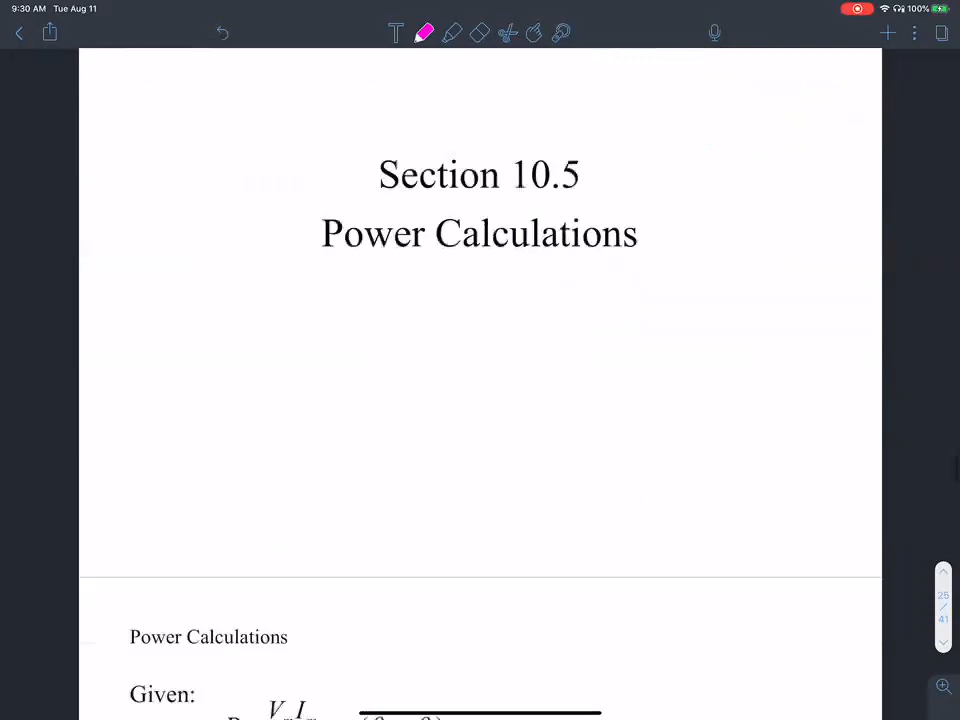 9:30 AM Tue Aug 11
100%
T
Section 10.5
Power Calculations
25
/
41
Power Calculations
Given: